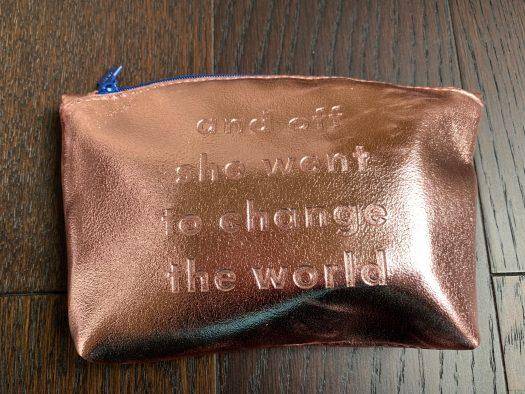 and off
she went
to change
the world